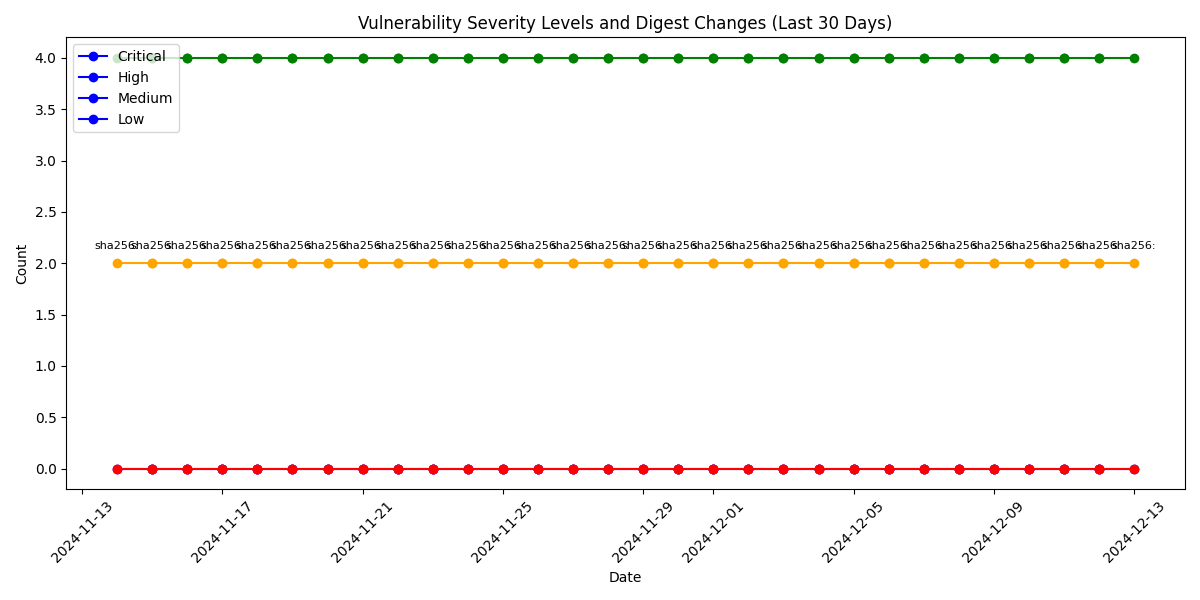 Vulnerability Severity Levels and Digest Changes (Last 30 Days)
Critical
High
Medium
Low
4.0
3.5
3.0
2.5
2.0
1.5
1.0
0.5
0.0
Count
sha256: sha256: sha256: sha256: sha256: sha256: sha256: sha256: sha256: sha256: sha256: sha256: sha256: sha256: sha256: sha256: sha256: sha256: sha256: sha256: sha256: sha256: sha256: sha256: sha256: sha256: sha256: sha256: sha256: sha256:
2024-11-13
2024-11-17
2024-11-21
2024-11-25
2024-11-29
2024-12-01
2024-12-05
2024-12-09
2024-12-13
Date